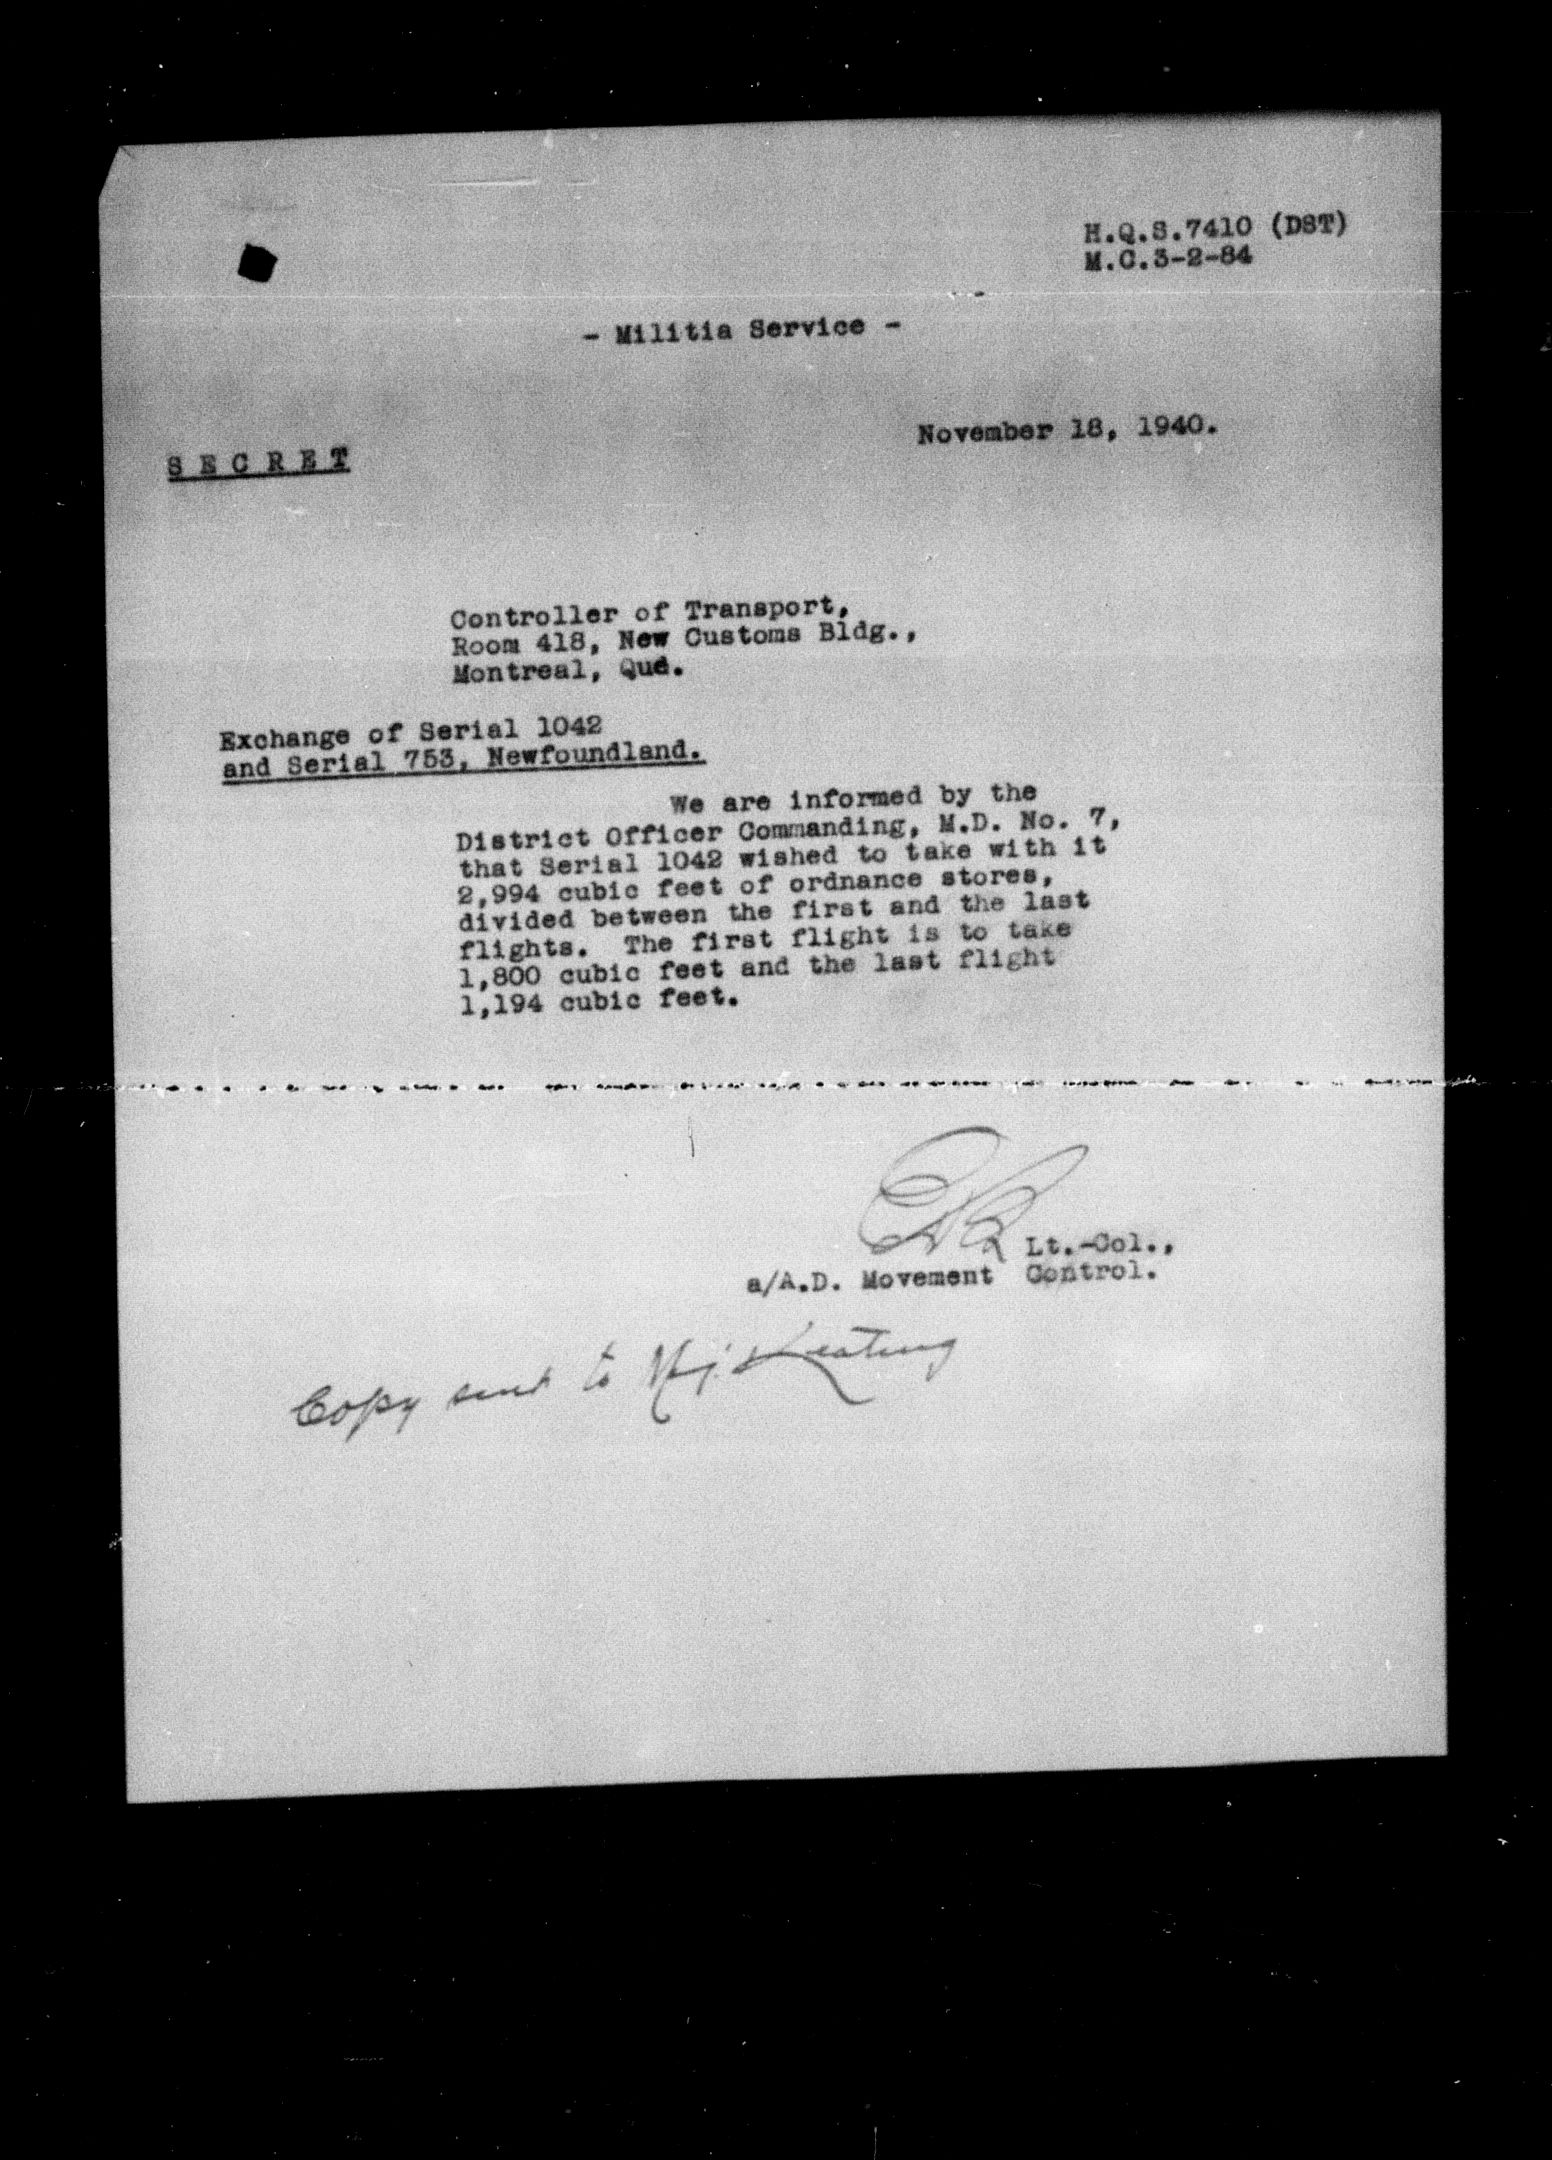 H.Q.S.7410 (DST)
M.C.3-2-84
- Militia Service -
November 18, 1940.
S E C R E T
Controller of Transport,
Room 418, New Customs Bldg.,
Montreal, Qué.
Exchange of Serial 1042
and Serial 753, Newfoundland.
We are informed by the
District Officer Commanding, M.D. No. 7,
that Serial 1042 wished to take with it
2,994 cubic feet of ordnance stores,
divided between the first and the last
flights. The first flight is to take
1,800 cubic feet and the last flight
1,194 cubic feet.
Lt.-Col.,
a/A.D. Movement Control.
Copy sent to Maj. Keating